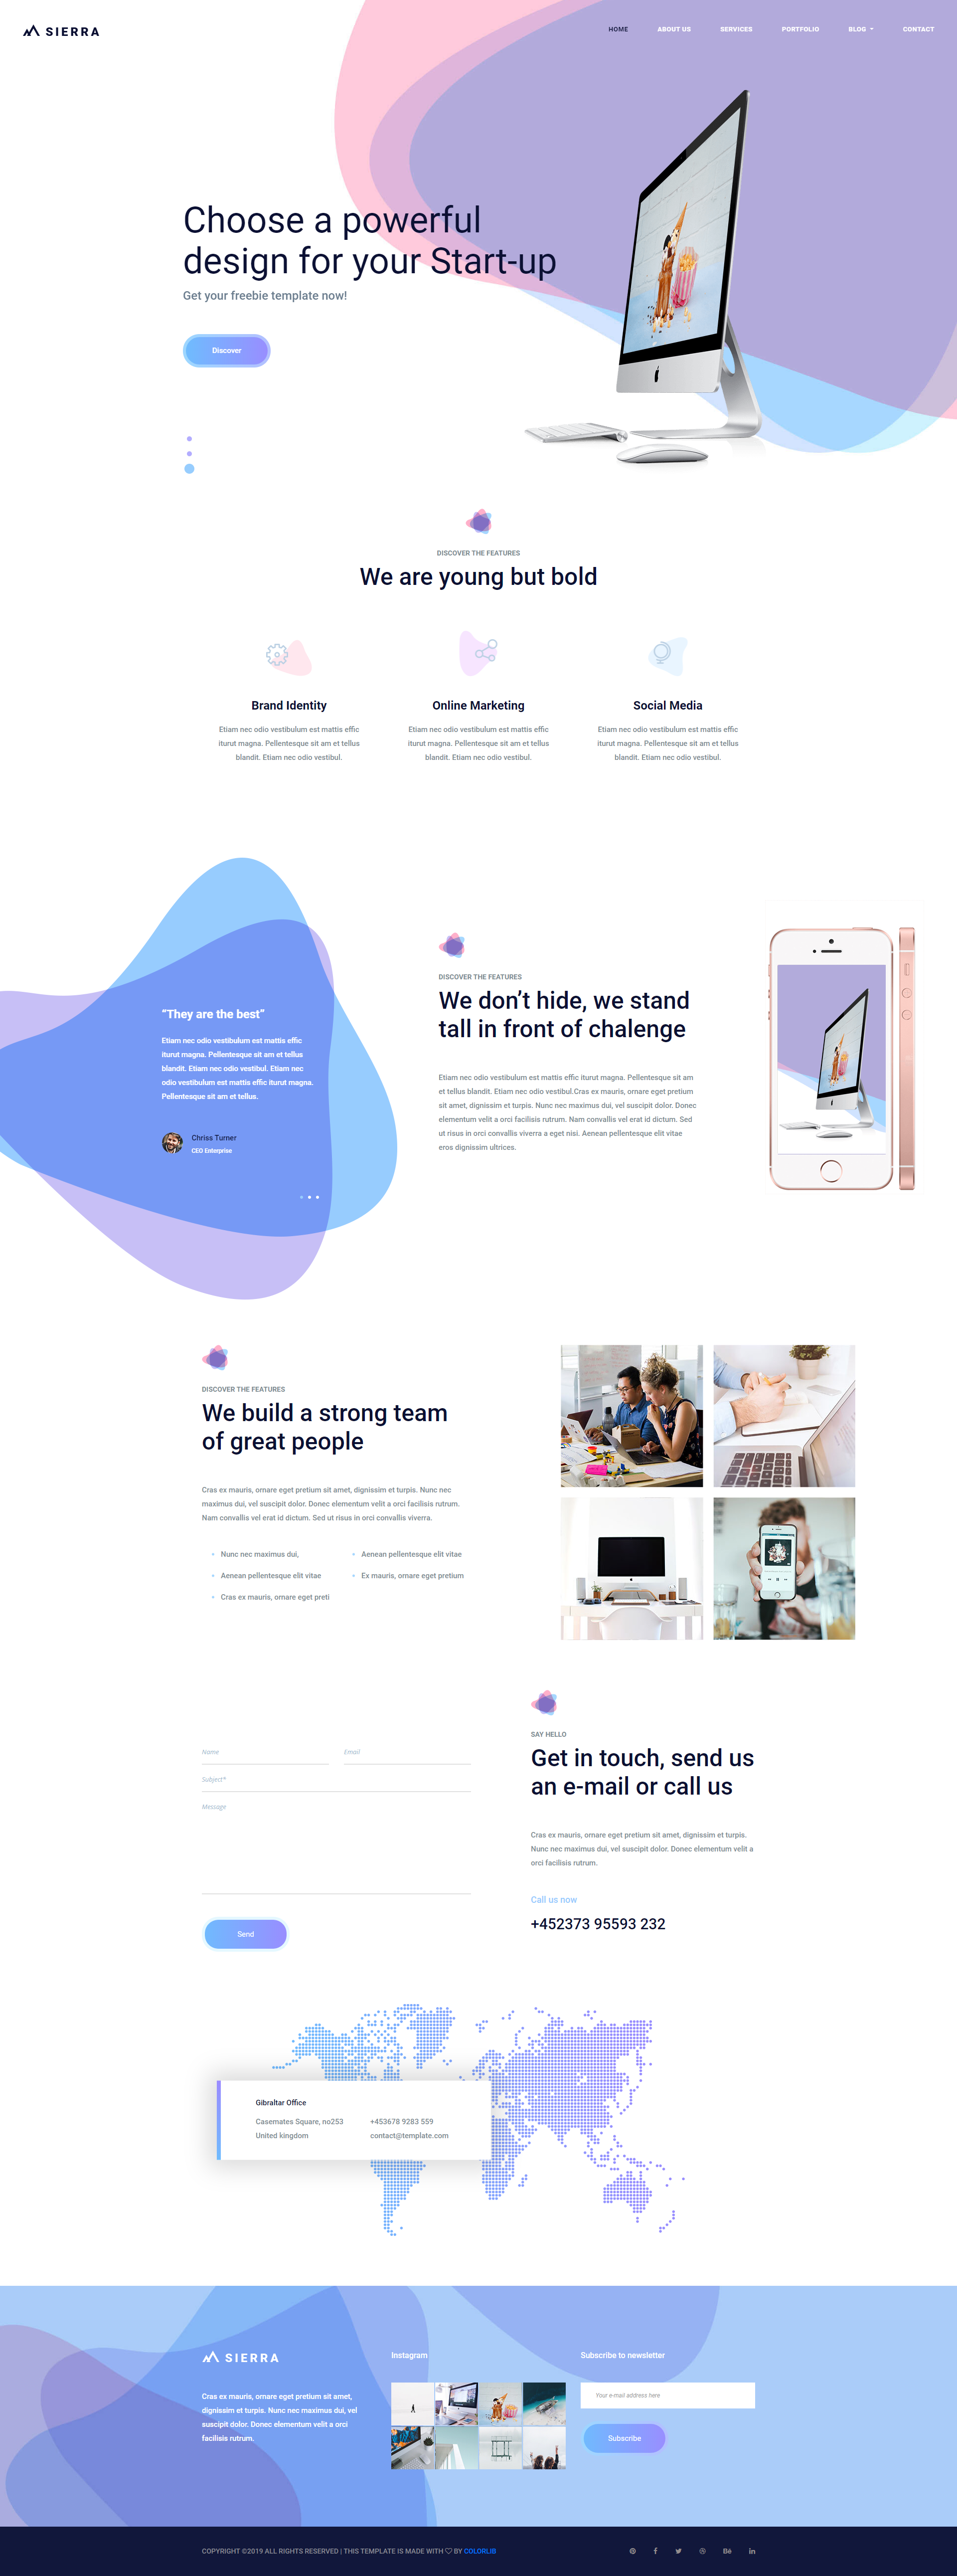 SIERRA
HOME ABOUT US SERVICES PORTFOLIO BLOG CONTACT
Choose a powerful
design for your Start-up
Get your freebie template now!
Discover
DISCOVER THE FEATURES
We are young but bold
Brand Identity
Etiam nec odio vestibulum est mattis effic
iturut magna. Pellentesque sit am et tellus
blandit. Etiam nec odio vestibul.
Online Marketing
Etiam nec odio vestibulum est mattis effic
iturut magna. Pellentesque sit am et tellus
blandit. Etiam nec odio vestibul.
Social Media
Etiam nec odio vestibulum est mattis effic
iturut magna. Pellentesque sit am et tellus
blandit. Etiam nec odio vestibul.
“They are the best”
Etiam nec odio vestibulum est mattis effic
iturut magna. Pellentesque sit am et tellus
blandit. Etiam nec odio vestibul. Etiam nec
odio vestibulum est mattis effic iturut magna.
Pellentesque sit am et tellus.
Chriss Turner
CEO Enterprise
DISCOVER THE FEATURES
We don’t hide, we stand
tall in front of chalenge
Etiam nec odio vestibulum est mattis effic iturut magna. Pellentesque sit am
et tellus blandit. Etiam nec odio vestibul.Cras ex mauris, ornare eget pretium
sit amet, dignissim et turpis. Nunc nec maximus dui, vel suscipit dolor. Donec
elementum velit a orci facilisis rutrum. Nam convallis vel erat id dictum. Sed
ut risus in orci convallis viverra a eget nisi. Aenean pellentesque elit vitae
eros dignissim ultrices.
DISCOVER THE FEATURES
We build a strong team
of great people
Cras ex mauris, ornare eget pretium sit amet, dignissim et turpis. Nunc nec
maximus dui, vel suscipit dolor. Donec elementum velit a orci facilisis rutrum.
Nam convallis vel erat id dictum. Sed ut risus in orci convallis viverra.
Nunc nec maximus dui,
Aenean pellentesque elit vitae
Cras ex mauris, ornare eget preti
Aenean pellentesque elit vitae
Ex mauris, ornare eget pretium
Name
Email
Subject*
Message
Send
SAY HELLO
Get in touch, send us
an e-mail or call us
Cras ex mauris, ornare eget pretium sit amet, dignissim et turpis.
Nunc nec maximus dui, vel suscipit dolor. Donec elementum velit a
orci facilisis rutrum.
Call us now
+452373 95593 232
Gibraltar Office
Casemates Square, no253
United kingdom
+453678 9283 559
contact@template.com
SIERRA
Cras ex mauris, ornare eget pretium sit amet,
dignissim et turpis. Nunc nec maximus dui, vel
suscipit dolor. Donec elementum velit a orci
facilisis rutrum.
Instagram
Subscribe to newsletter
Your e-mail address here
Subscribe
COPYRIGHT ©2019 ALL RIGHTS RESERVED | THIS TEMPLATE IS MADE WITH ♡ BY COLORLIB